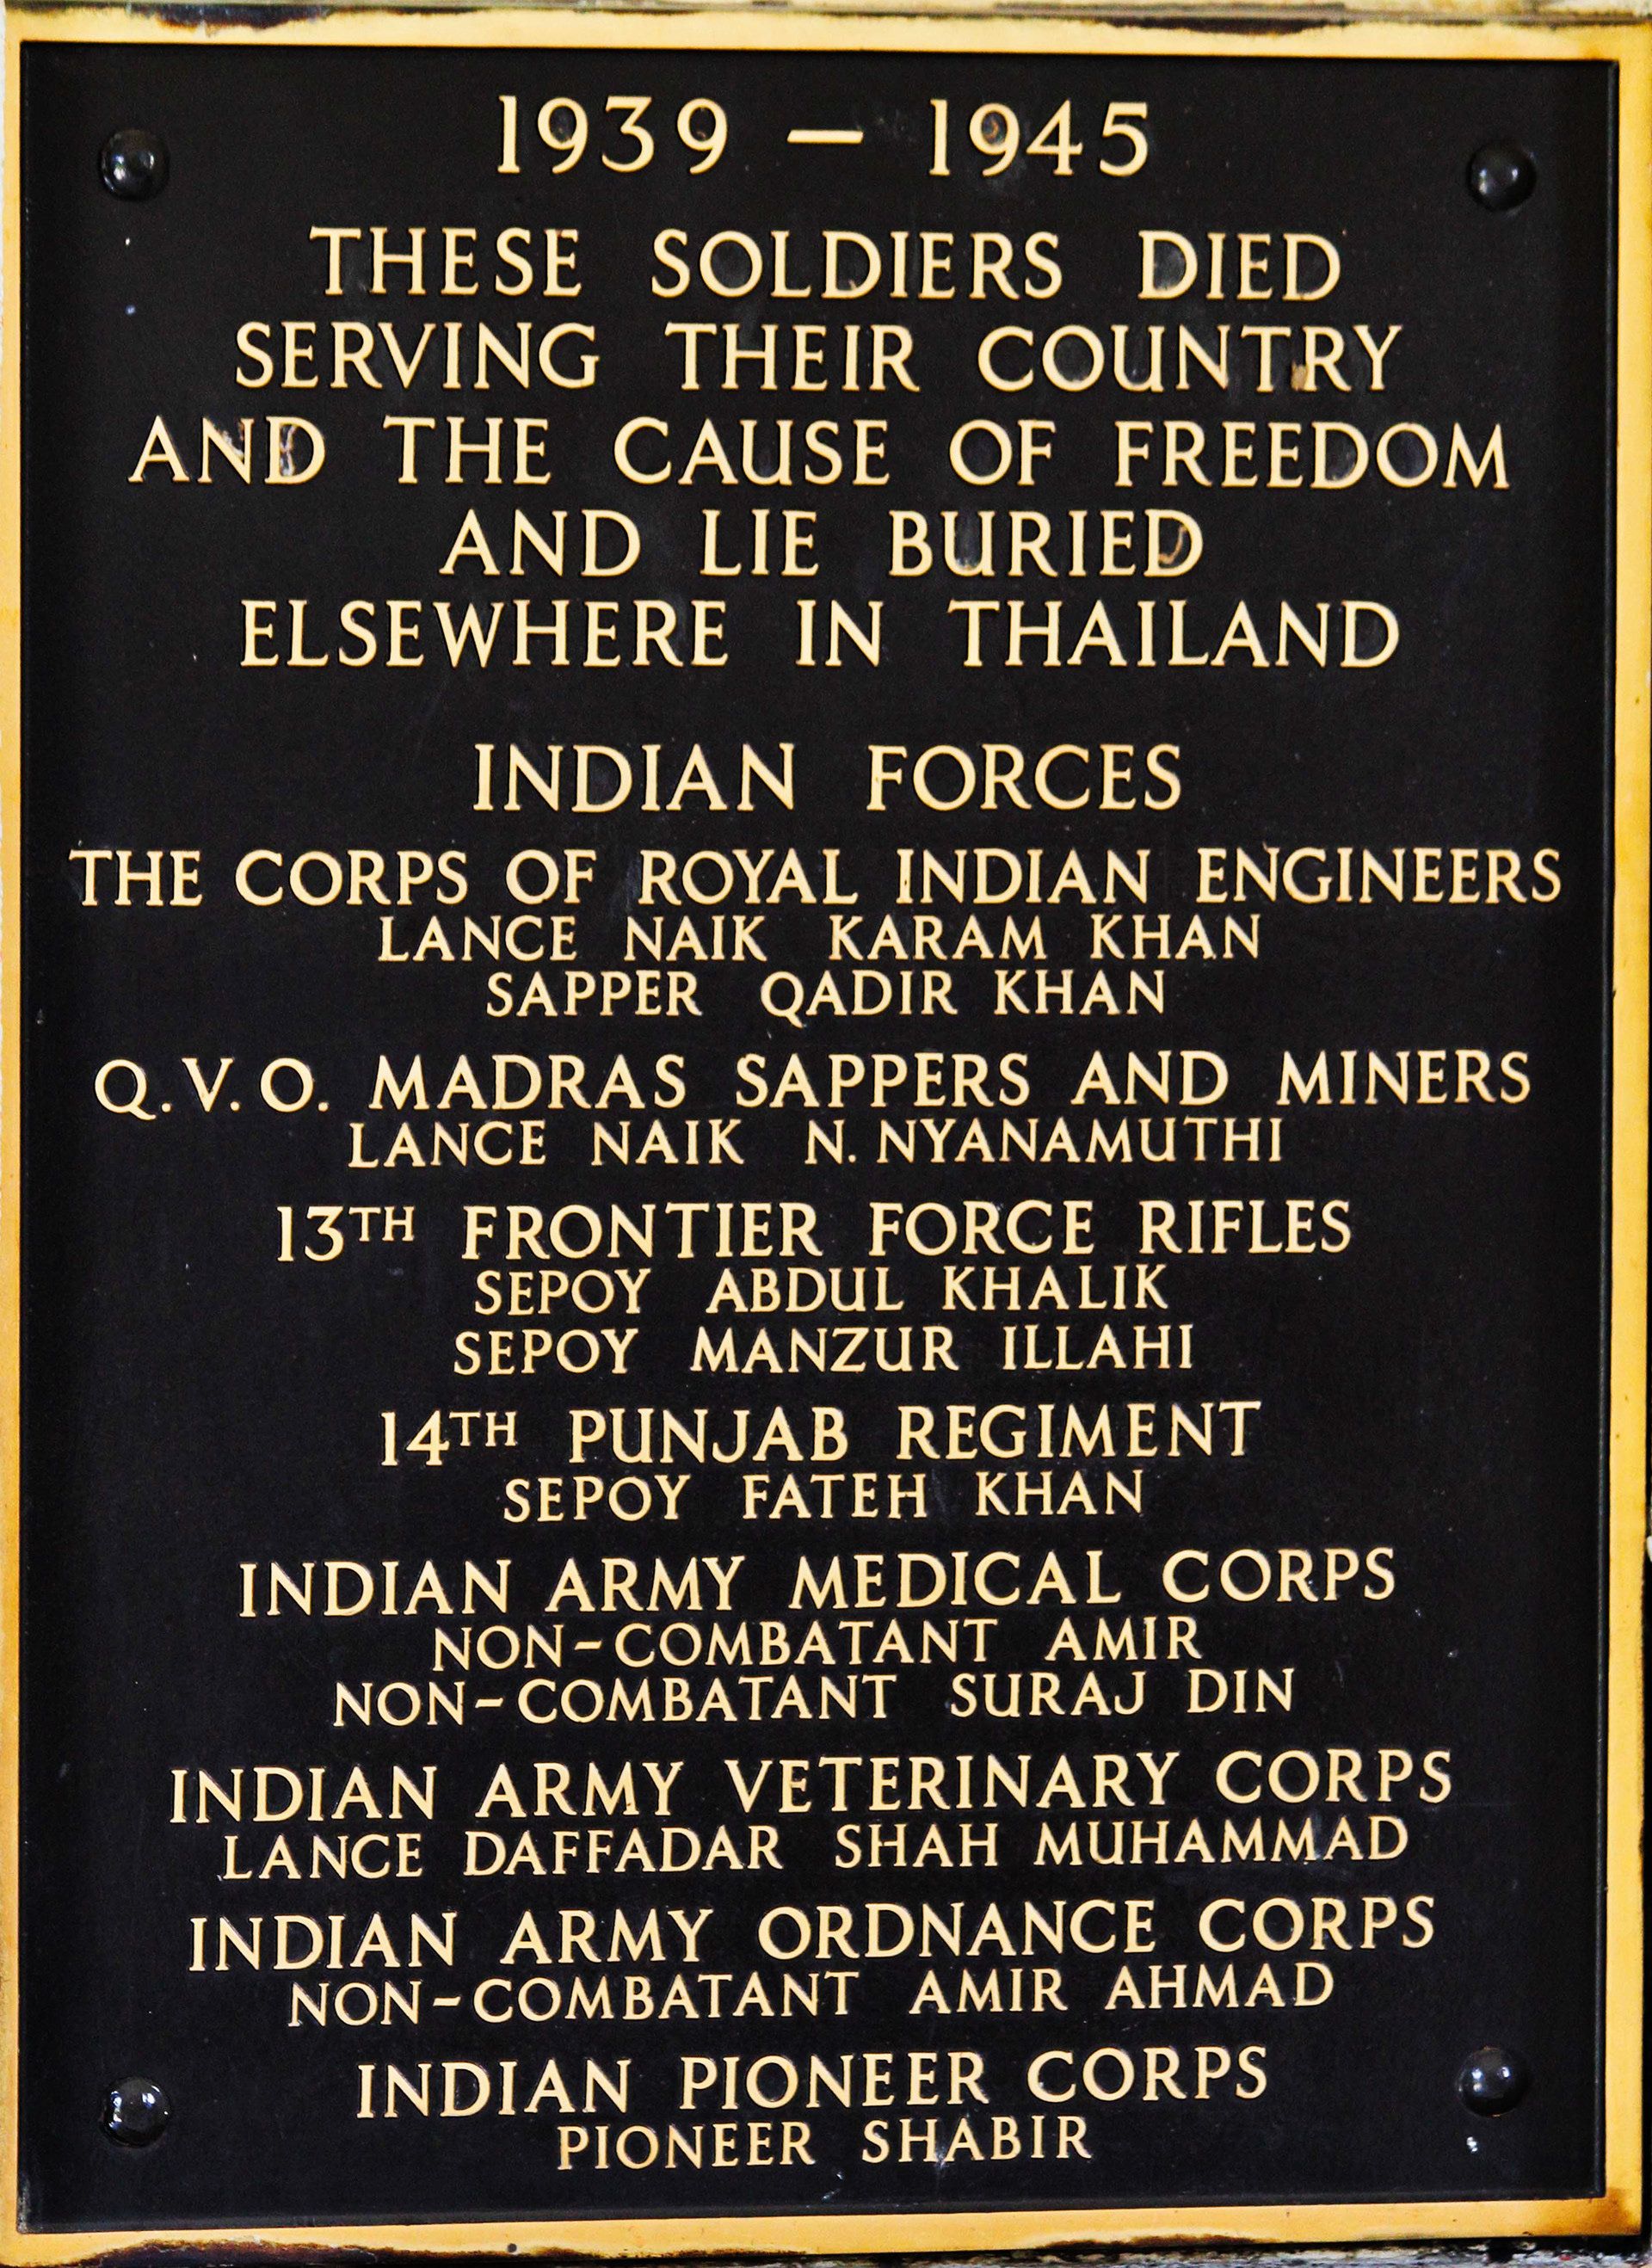 1939 – 1945
THESE SOLDIERS DIED
SERVING THEIR COUNTRY
AND THE CAUSE OF FREEDOM
AND LIE BURIED
ELSEWHERE IN THAILAND
INDIAN FORCES
THE CORPS OF ROYAL INDIAN ENGINEERS
LANCE NAIK KARAM KHAN
SAPPER QADIR KHAN
Q.V.O. MADRAS SAPPERS AND MINERS
LANCE NAIK N. NYANAMUTHI
13TH FRONTIER FORCE RIFLES
SEPOY ABDUL KHALIK
SEPOY MANZUR ILLAHI
14TH PUNJAB REGIMENT
SEPOY FATEH KHAN
INDIAN ARMY MEDICAL CORPS
NON-COMBATANT AMIR
NON-COMBATANT SURAJ DIN
INDIAN ARMY VETERINARY CORPS
LANCE DAFFADAR SHAH MUHAMMAD
INDIAN ARMY ORDNANCE CORPS
NON-COMBATANT AMIR AHMAD
INDIAN PIONEER CORPS
PIONEER SHABIR